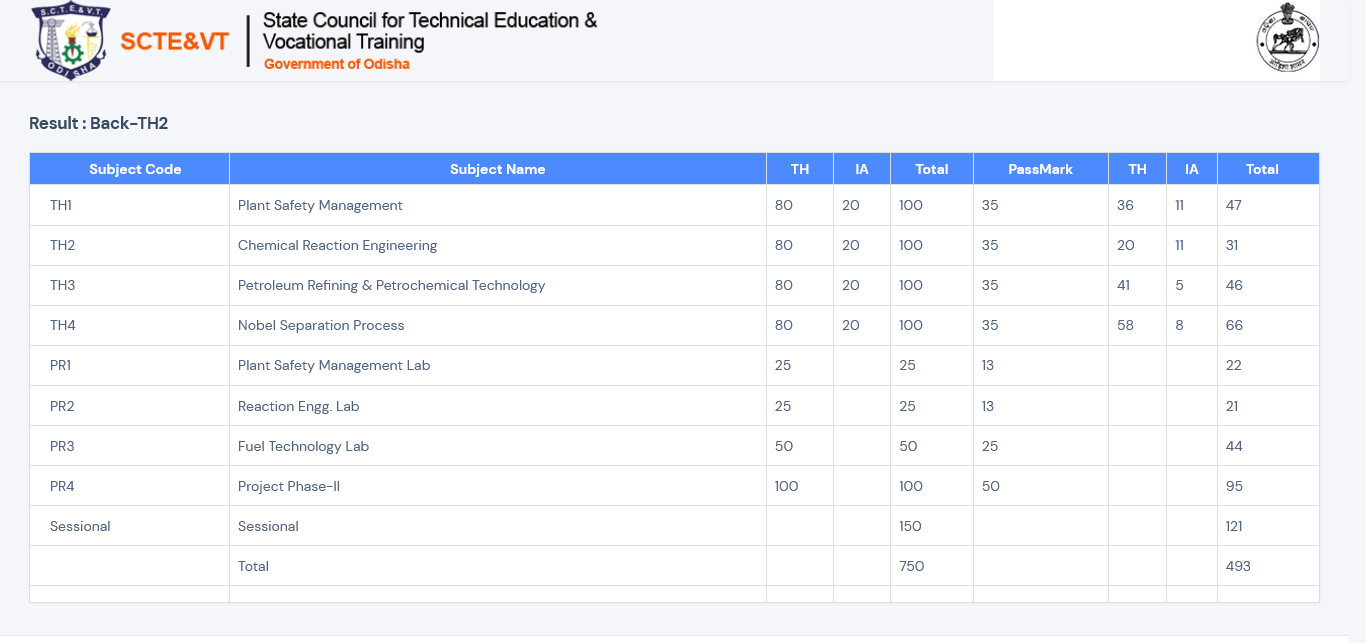 S.C.T.E.&V.T.
ODISHA
SCTE&VT
State Council for Technical Education &
Vocational Training
Government of Odisha
Result : Back-TH2
Subject Code Subject Name TH IA Total PassMark TH IA Total
TH1 Plant Safety Management 80 20 100 35 36 11 47
TH2 Chemical Reaction Engineering 80 20 100 35 20 11 31
TH3 Petroleum Refining & Petrochemical Technology 80 20 100 35 41 5 46
TH4 Nobel Separation Process 80 20 100 35 58 8 66
PR1 Plant Safety Management Lab 25 25 13 22
PR2 Reaction Engg. Lab 25 25 13 21
PR3 Fuel Technology Lab 50 50 25 44
PR4 Project Phase-II 100 100 50 95
Sessional Sessional 150 121
Total 750 493